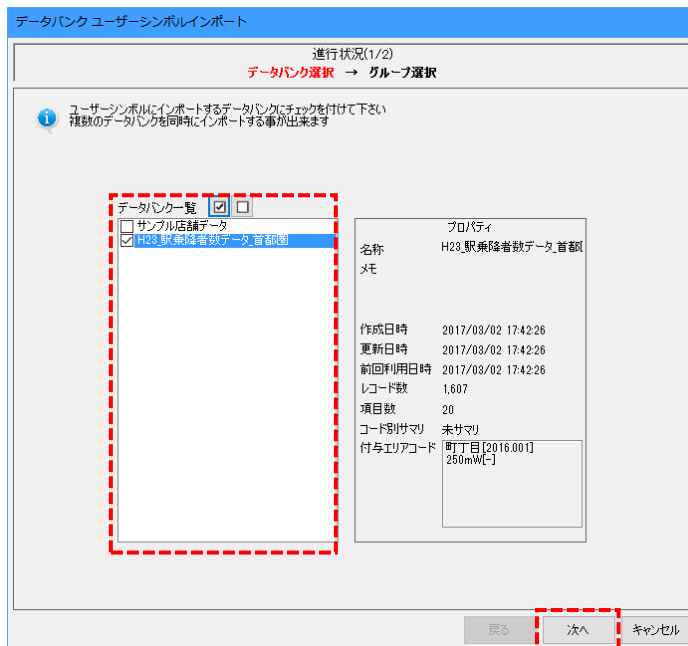 データバンク ユーザーシンボルインポート
進行状況(1/2)
データバンク選択 → グループ選択
ユーザーシンボルにインポートするデータバンクにチェックを付けて下さい
複数のデータバンクを同時にインポートする事が出来ます
データバンク一覧
サンプル店舗データ
H23_駅乗降者数データ_首都圏
プロパティ
名称 H23_駅乗降者数データ_首都
メモ
作成日時 2017/03/02 17:42:26
更新日時 2017/03/02 17:42:26
前回利用日時 2017/03/02 17:42:26
レコード数 1,607
項目数 20
コード別サマリ 未サマリ
付与エリアコード 町丁目[2016.001]
250mW[-]
戻る 次へ キャンセル